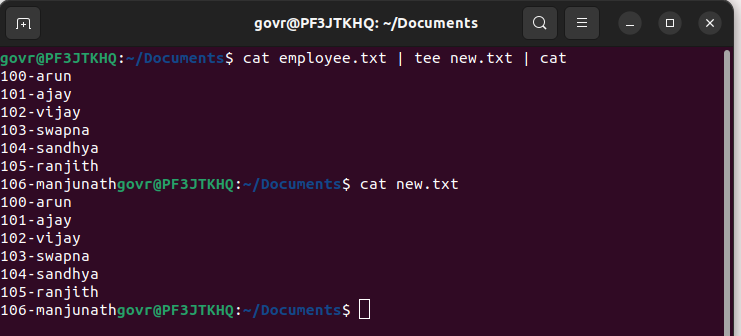 govr@PF3JTKHQ: ~/Documents
govr@PF3JTKHQ:~/Documents$ cat employee.txt | tee new.txt | cat
100-arun
101-ajay
102-vijay
103-swapna
104-sandhya
105-ranjith
106-manjunathgovr@PF3JTKHQ:~/Documents$ cat new.txt
100-arun
101-ajay
102-vijay
103-swapna
104-sandhya
105-ranjith
106-manjunathgovr@PF3JTKHQ:~/Documents$